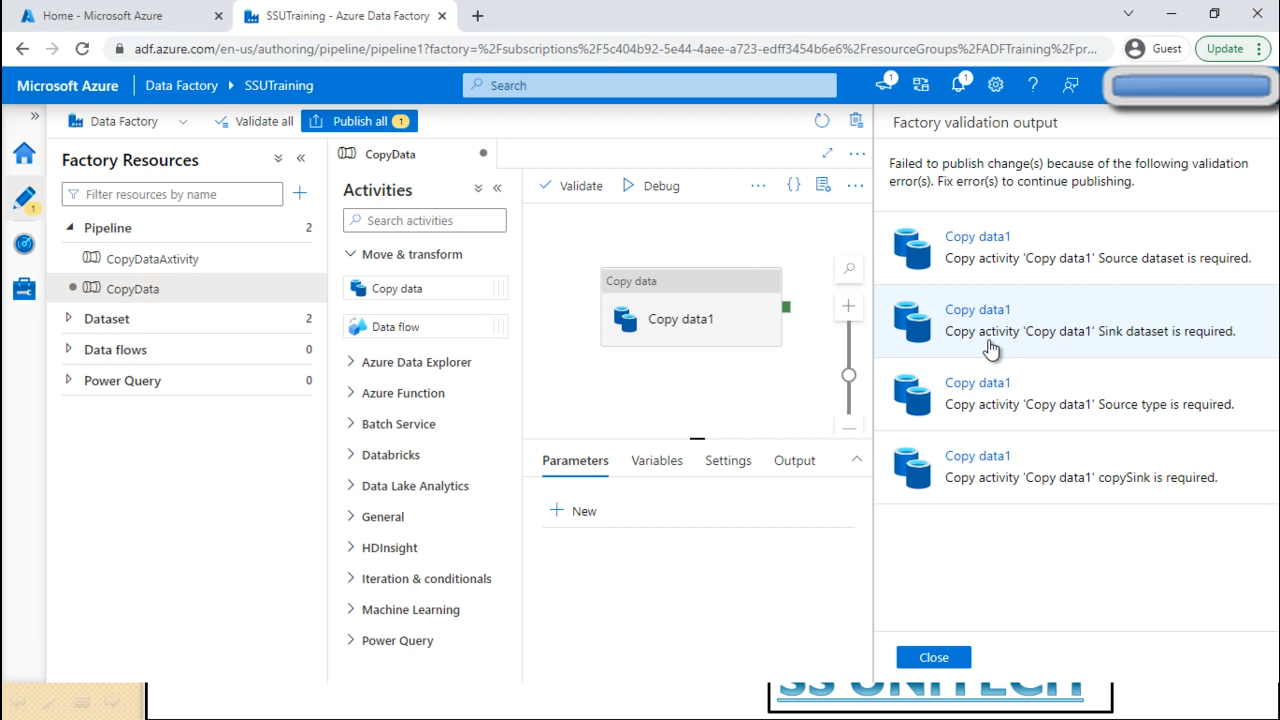 Home - Microsoft Azure
SSUTraining - Azure Data Factory
adf.azure.com/en-us/authoring/pipeline/pipeline1?factory=%2Fsubscriptions%2F5c404b92-5e44-4aee-a723-edff3454b6e6%2FresourceGroups%2FADFTraining%2Fpr...
Guest
Update
Microsoft Azure
Data Factory
SSUTraining
Search
1
1
Data Factory
Validate all
Publish all 1
Factory validation output
Factory Resources
CopyData
Failed to publish change(s) because of the following validation
error(s). Fix error(s) to continue publishing.
Filter resources by name
Activities
Validate
Debug
1
Pipeline 2
Search activities
Copy data1
Copy activity 'Copy data1' Source dataset is required.
CopyDataAxtivity
Move & transform
CopyData
Copy data
Copy data
Copy data1
Copy data1
Copy activity 'Copy data1' Sink dataset is required.
Dataset 2
Data flow
Data flows 0
Azure Data Explorer
Power Query 0
Azure Function
Copy data1
Copy activity 'Copy data1' Source type is required.
Batch Service
Databricks
Parameters
Variables
Settings
Output
Copy data1
Copy activity 'Copy data1' copySink is required.
Data Lake Analytics
General
New
HDInsight
Iteration & conditionals
Machine Learning
Power Query
Close
SS UNITECH